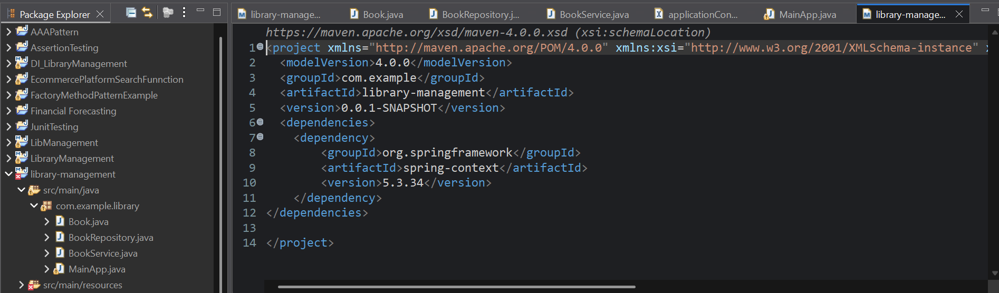 Package Explorer
AAAPattern
AssertionTesting
DI_LibraryManagement
EcommercePlatformSearchFunnction
FactoryMethodPatternExample
Financial Forecasting
JunitTesting
LibManagement
LibraryManagement
library-management
src/main/java
com.example.library
Book.java
BookRepository.java
BookService.java
MainApp.java
src/main/resources
library-manage... Book.java BookRepository.j... BookService.java applicationCon... MainApp.java library-manage...
https://maven.apache.org/xsd/maven-4.0.0.xsd (xsi:schemaLocation)
1 <project xmlns="http://maven.apache.org/POM/4.0.0" xmlns:xsi="http://www.w3.org/2001/XMLSchema-instance"
2 <modelVersion>4.0.0</modelVersion>
3 <groupId>com.example</groupId>
4 <artifactId>library-management</artifactId>
5 <version>0.0.1-SNAPSHOT</version>
6 <dependencies>
7 <dependency>
8 <groupId>org.springframework</groupId>
9 <artifactId>spring-context</artifactId>
10 <version>5.3.34</version>
11 </dependency>
12 </dependencies>
13
14 </project>